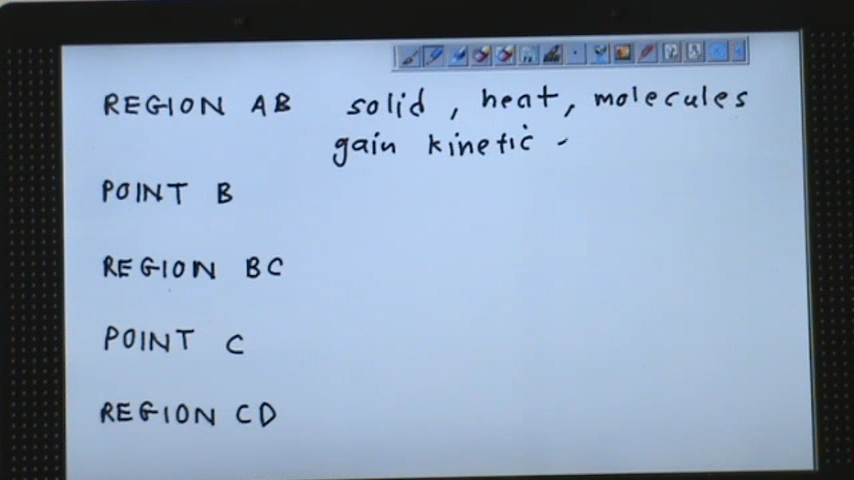 REGION AB solid, heat, molecules
gain kinetic -
POINT B
REGION BC
POINT C
REGION CD